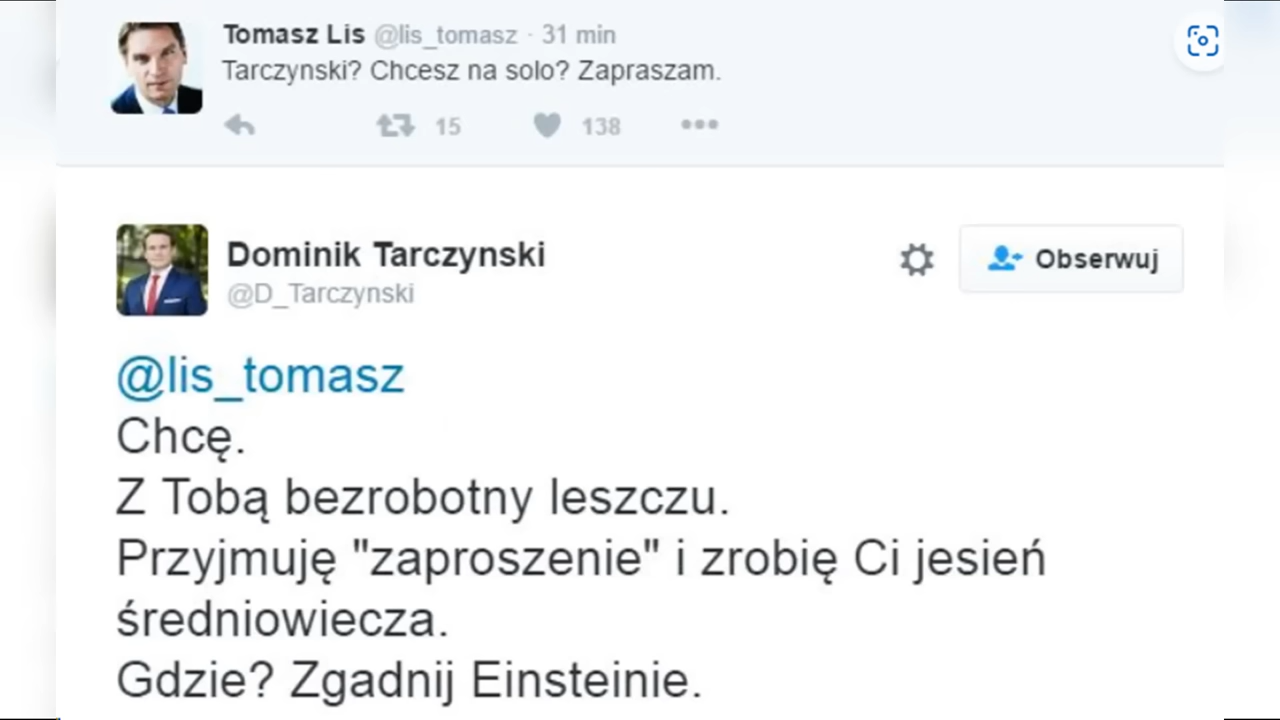 Tomasz Lis @lis_tomasz · 31 min
Tarczynski? Chcesz na solo? Zapraszam.
15 138
Dominik Tarczynski
@D_Tarczynski
Obserwuj
@lis_tomasz
Chcę.
Z Tobą bezrobotny leszczu.
Przyjmuję "zaproszenie" i zrobię Ci jesień
średniowiecza.
Gdzie? Zgadnij Einsteinie.